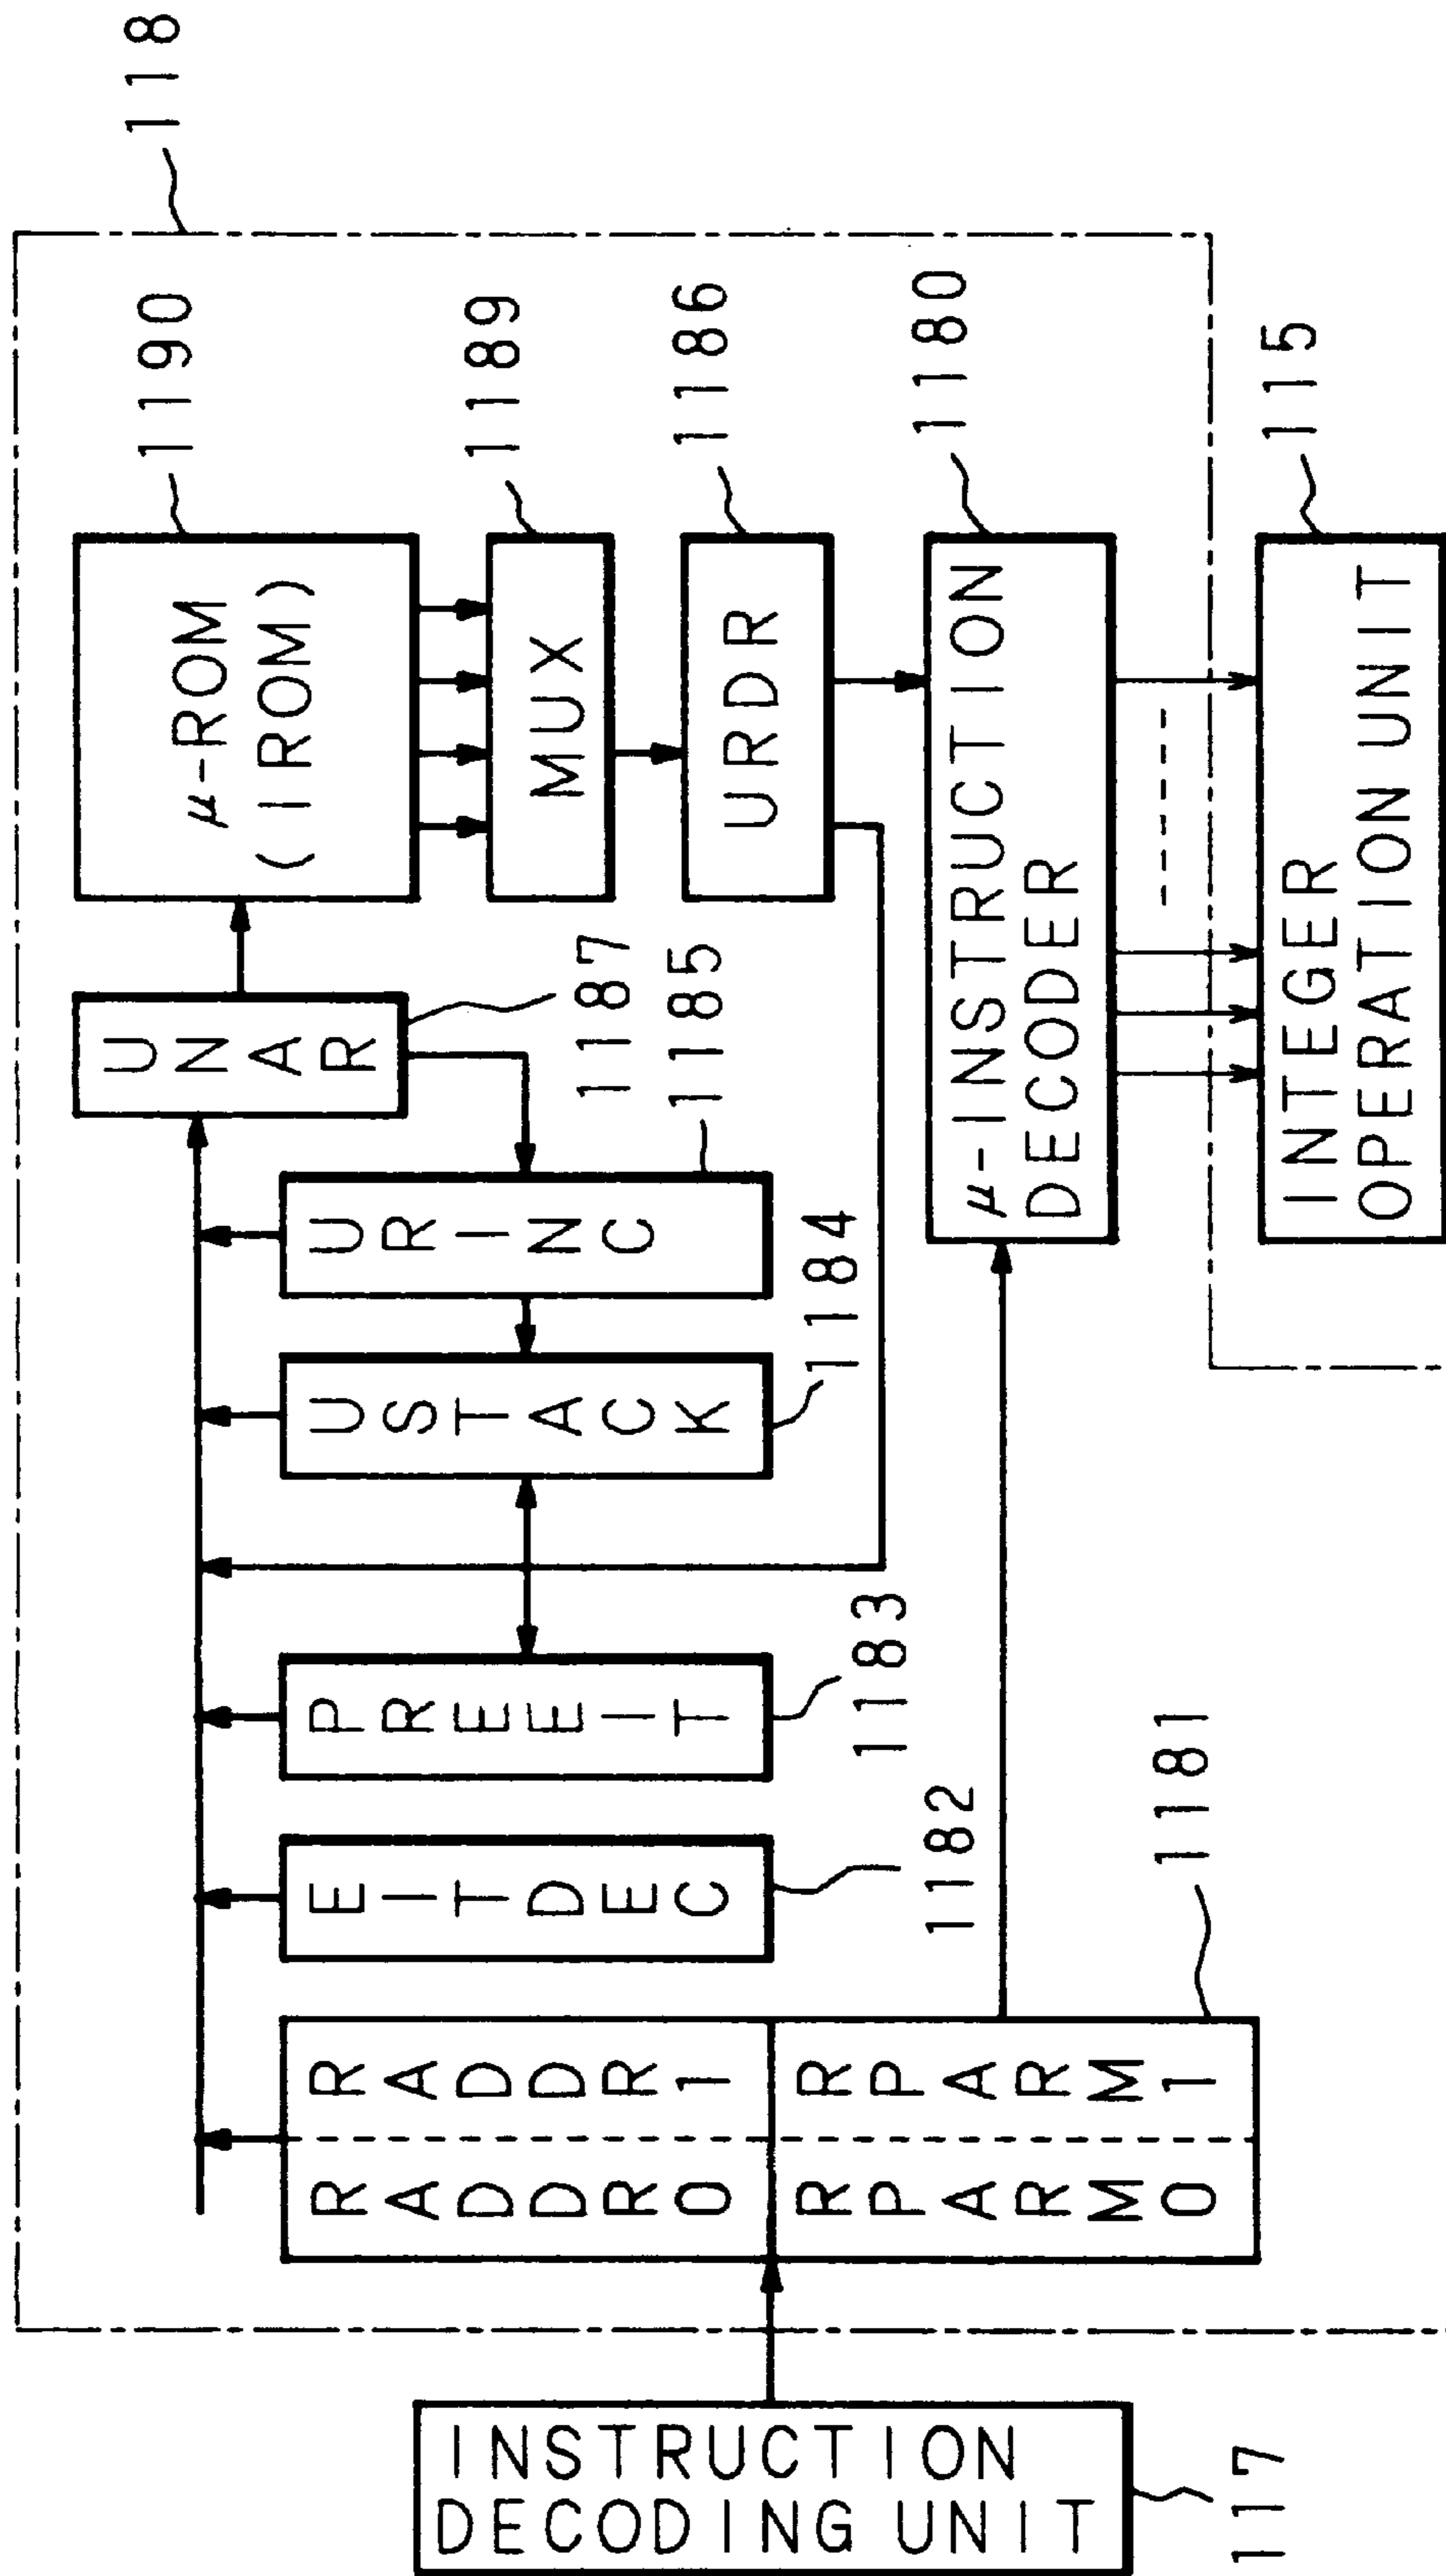 118
1190
1189
1186
1180
115
μ-ROM
(IROM)
MUX
URDR
μ-INSTRUCTION
DECODER
INTEGER
OPERATION UNIT
UNAR
1187
URINC
1185
USTACK
1184
PREEIT
1183
EITDEC
1182
RADDR1
RPARM1
RADDR0
RPARM0
1181
INSTRUCTION
DECODING UNIT
117